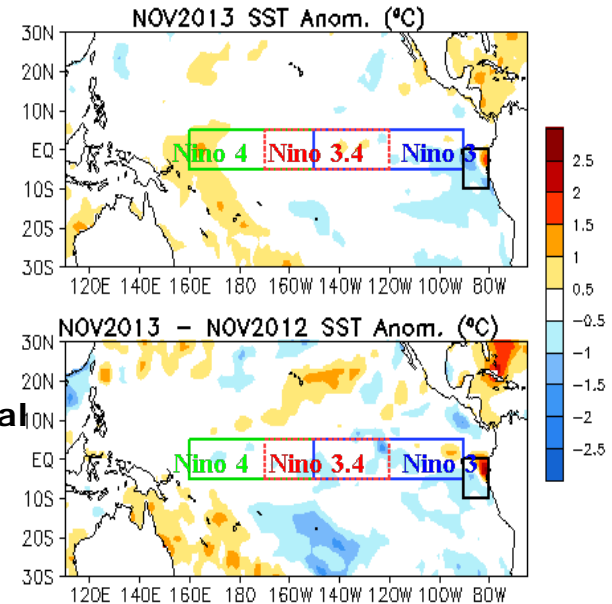 NOV2013 SST Anom. (°C)
30N
20N
10N
EQ
10S
20S
30S
Nino 4 Nino 3.4 Nino 3
120E 140E 160E 180 160W 140W 120W 100W 80W
NOV2013 – NOV2012 SST Anom. (°C)
30N
20N
al
10N
EQ
10S
20S
30S
Nino 4 Nino 3.4 Nino 3
120E 140E 160E 180 160W 140W 120W 100W 80W
2.5
2
1.5
1
0.5
-0.5
-1
-1.5
-2
-2.5